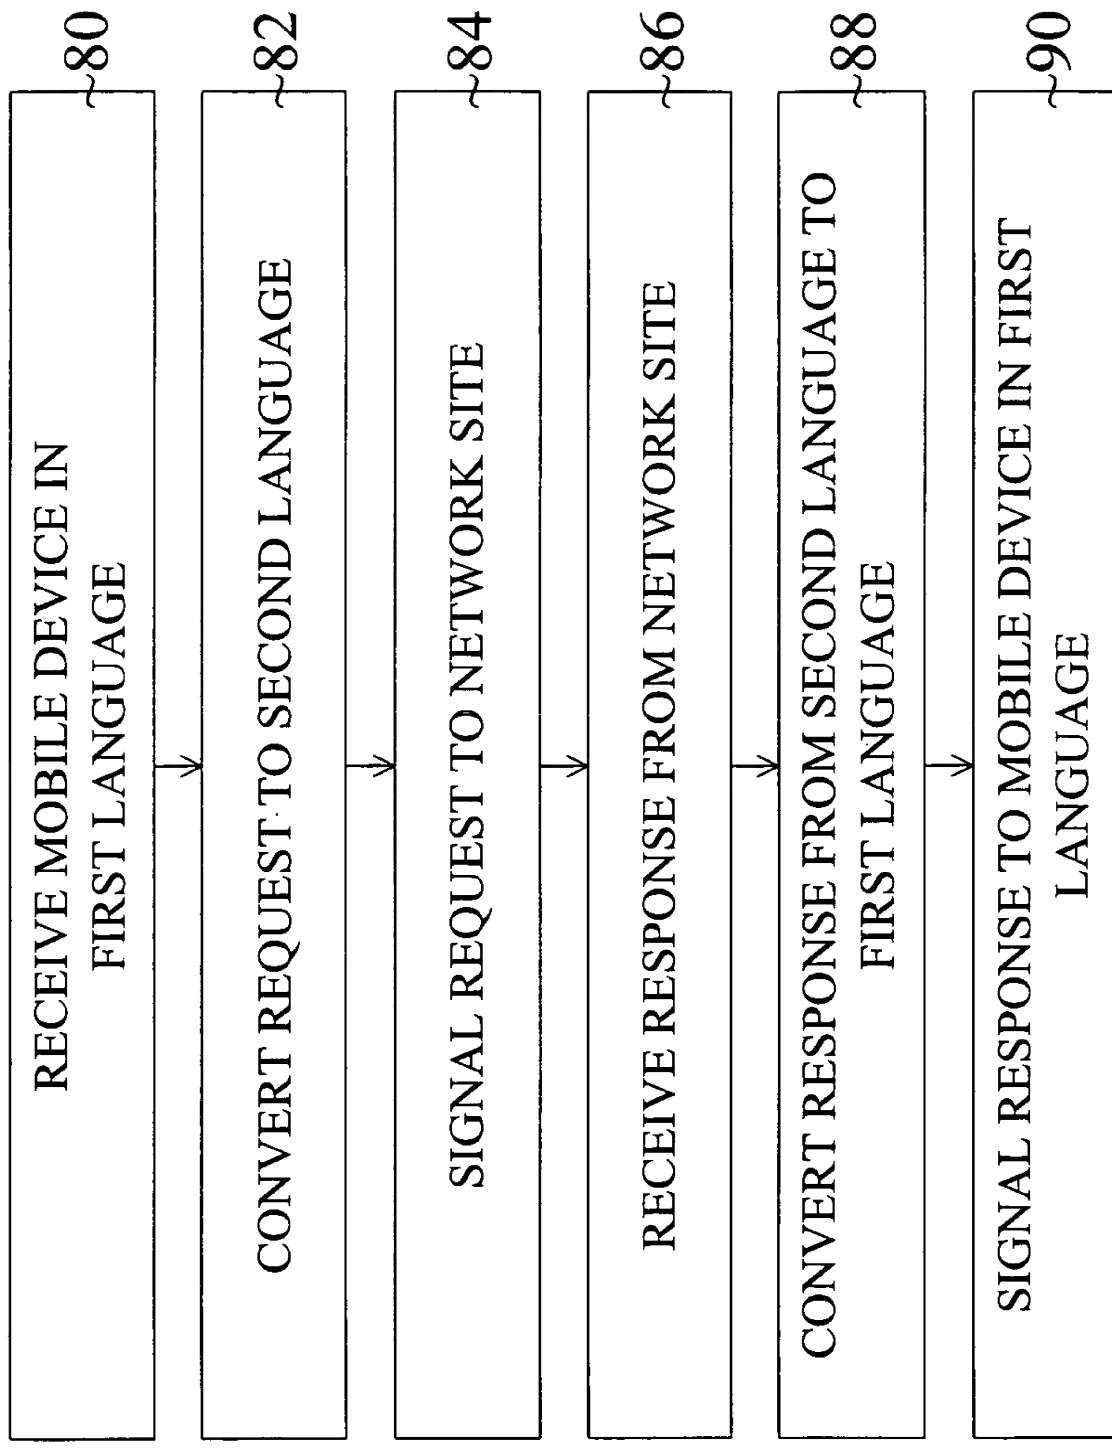 RECEIVE MOBILE DEVICE IN
FIRST LANGUAGE
~80
CONVERT REQUEST TO SECOND LANGUAGE
~82
SIGNAL REQUEST TO NETWORK SITE
~84
RECEIVE RESPONSE FROM NETWORK SITE
~86
CONVERT RESPONSE FROM SECOND LANGUAGE TO
FIRST LANGUAGE
~88
SIGNAL RESPONSE TO MOBILE DEVICE IN FIRST
LANGUAGE
~90